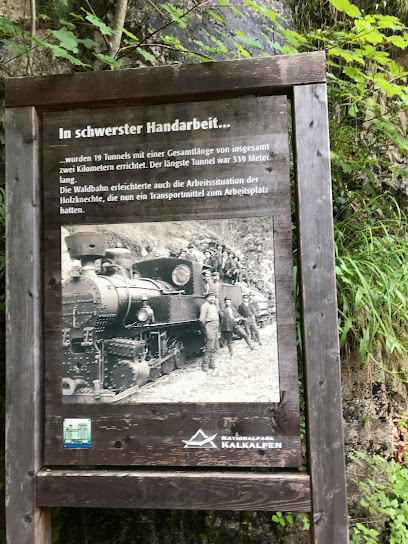 In schwerster Handarbeit...
...wurden 19 Tunnels mit einer Gesamtlänge von insgesamt
zwei Kilometern errichtet. Der längste Tunnel war 339 Meter
lang.
Die Waldbahn erleichterte auch die Arbeitssituation der
Holzknechte, die nun ein Transportmittel zum Arbeitsplatz
hatten.
NATIONALPARK
KALKALPEN